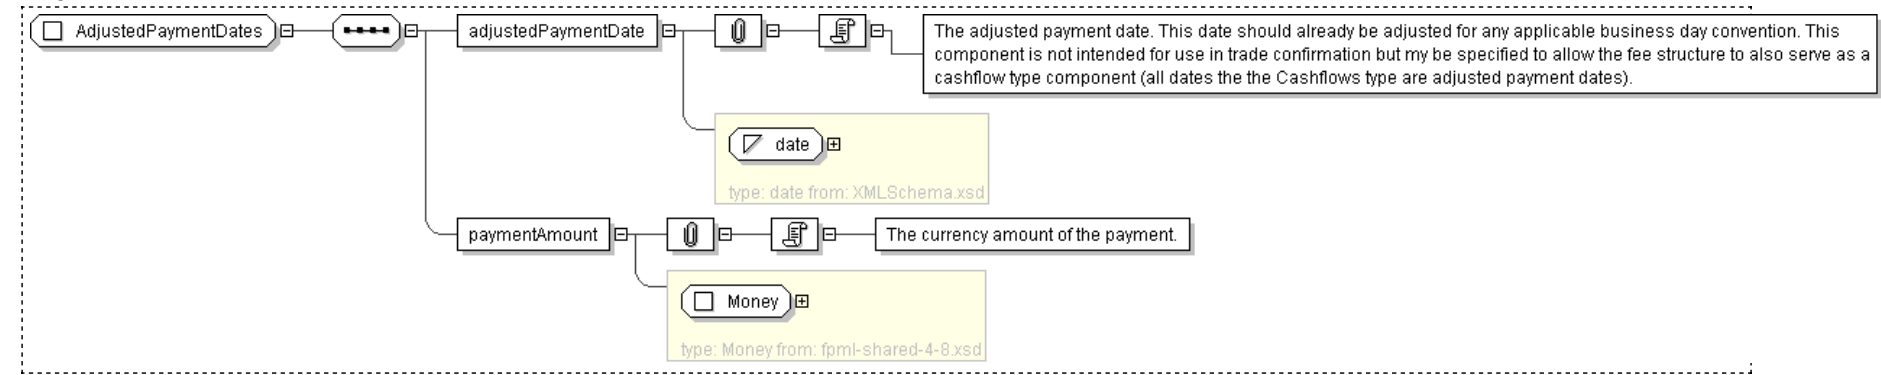 AdjustedPaymentDates
adjustedPaymentDate
The adjusted payment date. This date should already be adjusted for any applicable business day convention. This
component is not intended for use in trade confirmation but my be specified to allow the fee structure to also serve as a
cashflow type component (all dates the the Cashflows type are adjusted payment dates).
date
type: date from: XMLSchema.xsd
paymentAmount
The currency amount of the payment.
Money
type: Money from: fpml-shared-4-8.xsd